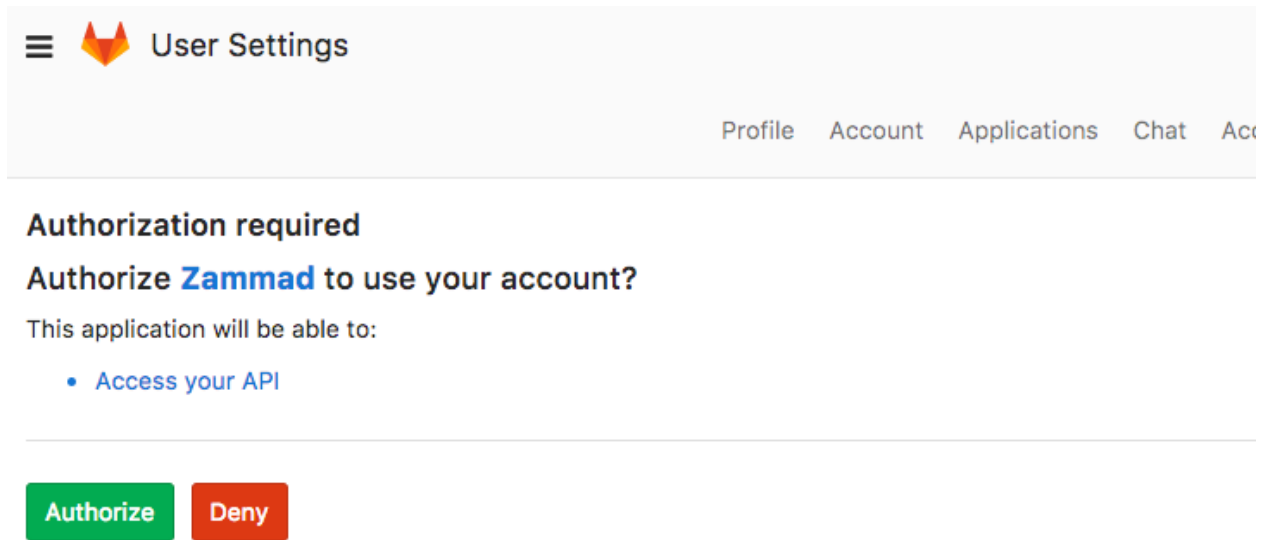 User Settings
Profile Account Applications Chat
Authorization required
Authorize Zammad to use your account?
This application will be able to:
• Access your API
Authorize Deny